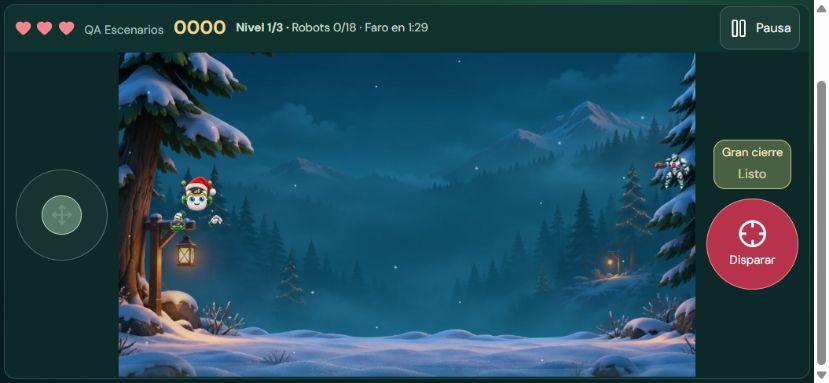 QA Escenarios 0000 Nivel 1/3 · Robots 0/18 · Faro en 1:29
Pausa
Gran cierre
Listo
Disparar